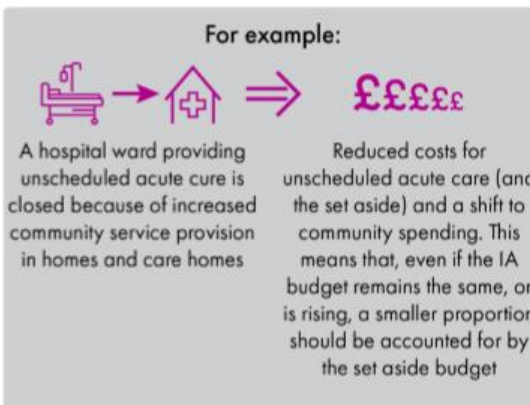 For example:
£££££
A hospital ward providing
unscheduled acute cure is
closed because of increased
community service provision
in homes and care homes
Reduced costs for
unscheduled acute care (and
the set aside) and a shift to
community spending. This
means that, even if the IA
budget remains the same, or
is rising, a smaller proportion
should be accounted for by
the set aside budget